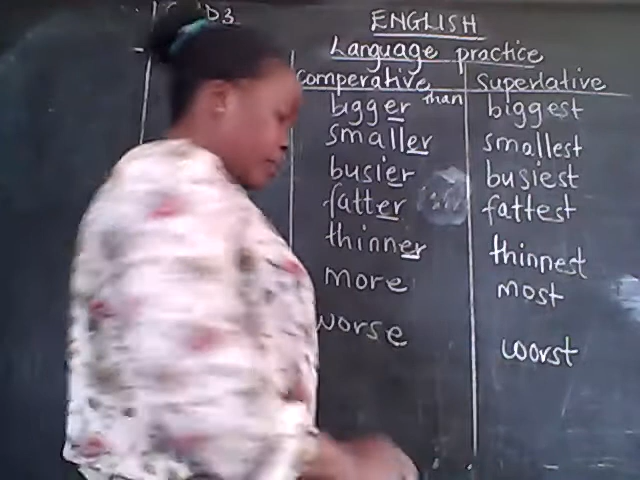 D3
ENGLISH
Language practice
comperative superlative
bigger than biggest
smaller smallest
busier busiest
fatter fattest
thinner thinnest
more most
worse worst